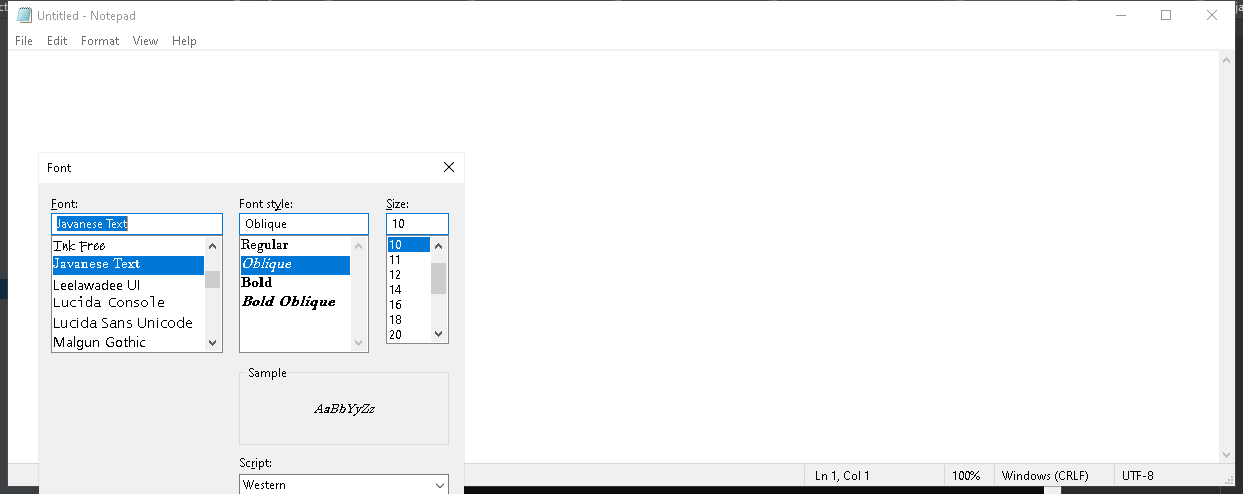 Untitled - Notepad
File Edit Format View Help
Font
Font: Font style: Size:
Javanese Text Oblique 10
Ink Free Regular 10
Javanese Text Oblique 11
Leelawadee UI Bold 12
Lucida Console Bold Oblique 14
Lucida Sans Unicode 16
Malgun Gothic 18
20
Sample
AaBbYyZz
Script:
Western
Ln 1, Col 1 100% Windows (CRLF) UTF-8